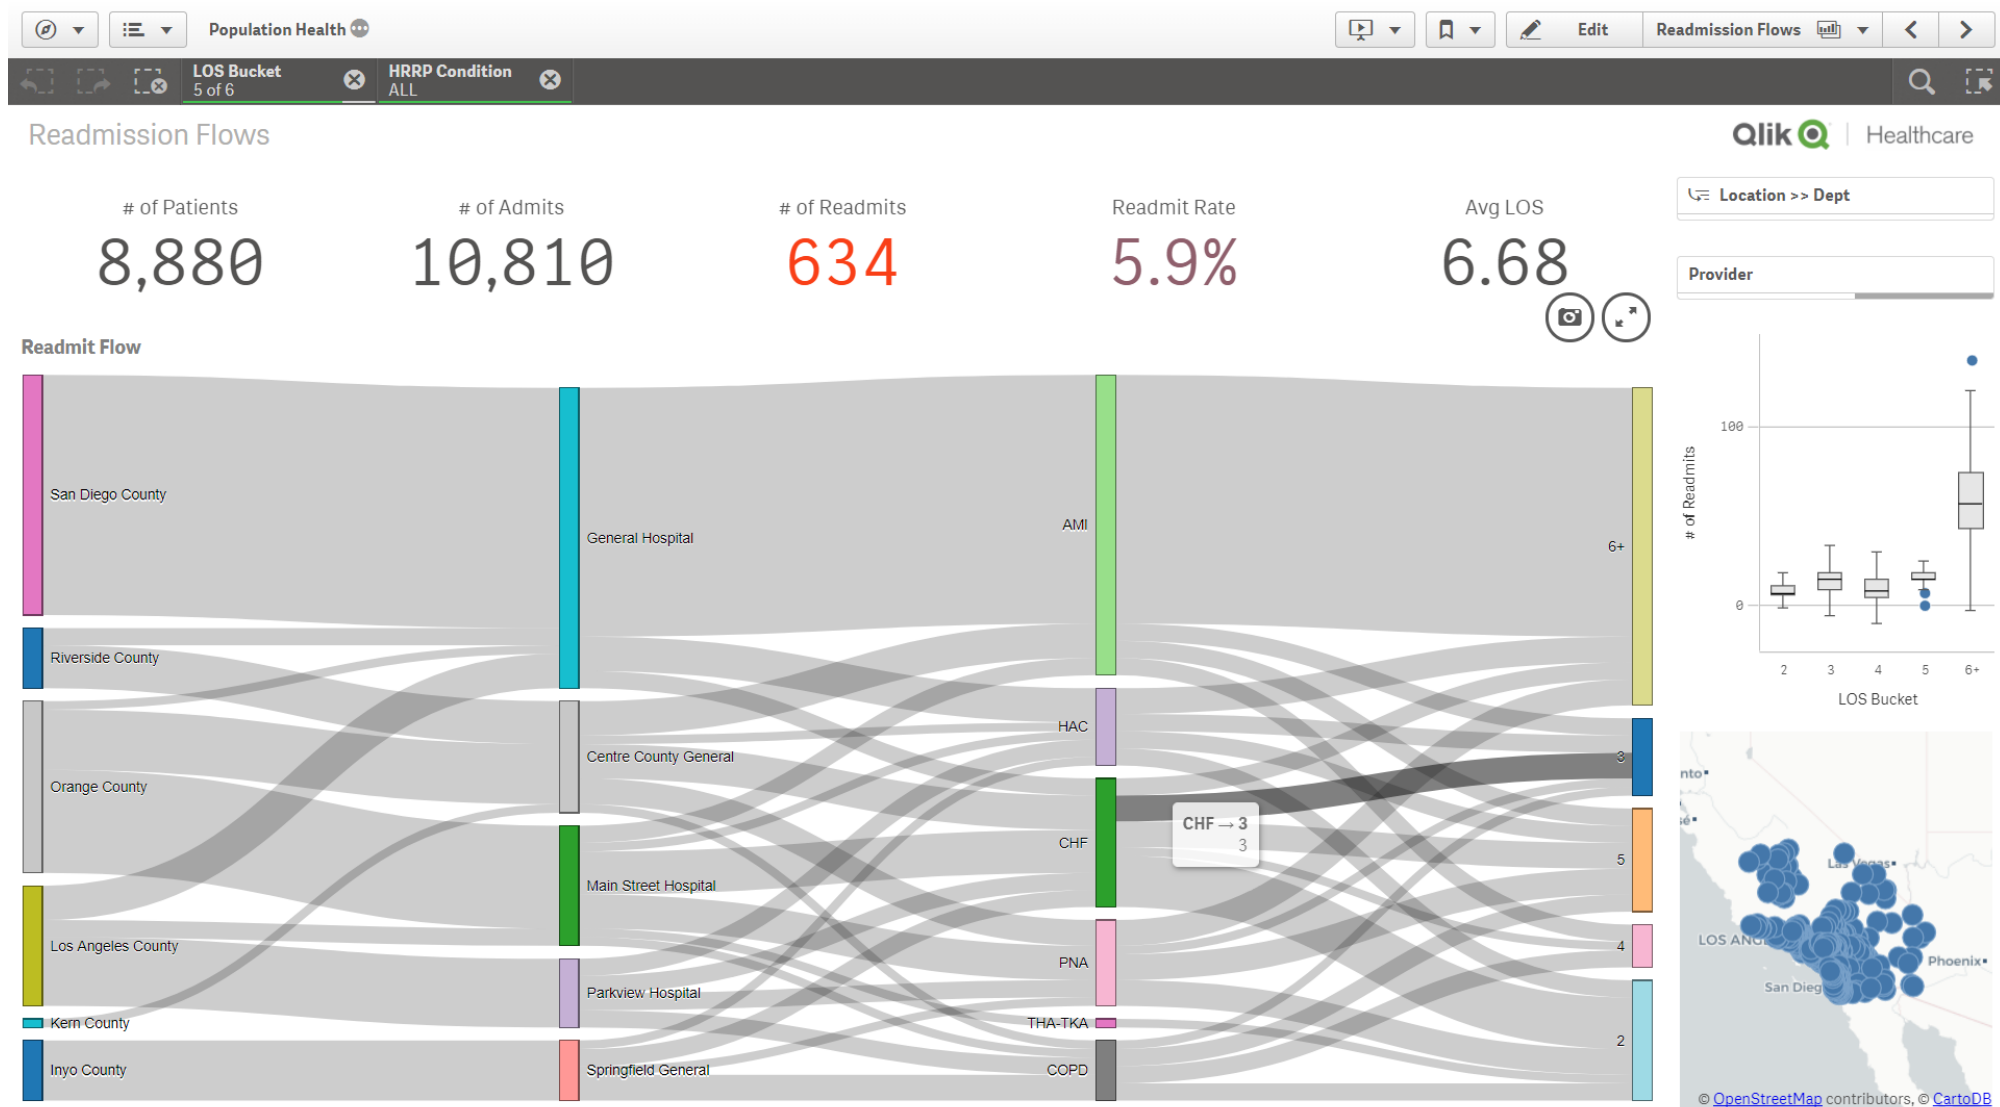 Population Health
Edit
Readmission Flows
LOS Bucket
5 of 6
HRRP Condition
ALL
Readmission Flows
Qlik
Healthcare
# of Patients
8,880
# of Admits
10,810
# of Readmits
634
Readmit Rate
5.9%
Avg LOS
6.68
Location >> Dept
Provider
Readmit Flow
San Diego County
Riverside County
Orange County
Los Angeles County
Kern County
Inyo County
General Hospital
Centre County General
Main Street Hospital
Parkview Hospital
Springfield General
AMI
HAC
CHF
PNA
THA-TKA
COPD
CHF → 3
3
6+
3
5
4
2
# of Readmits
100
0
2 3 4 5 6+
LOS Bucket
nto
sé
Las Vegas
LOS ANG
Phoenix
San Dieg
© OpenStreetMap contributors, © CartoDB